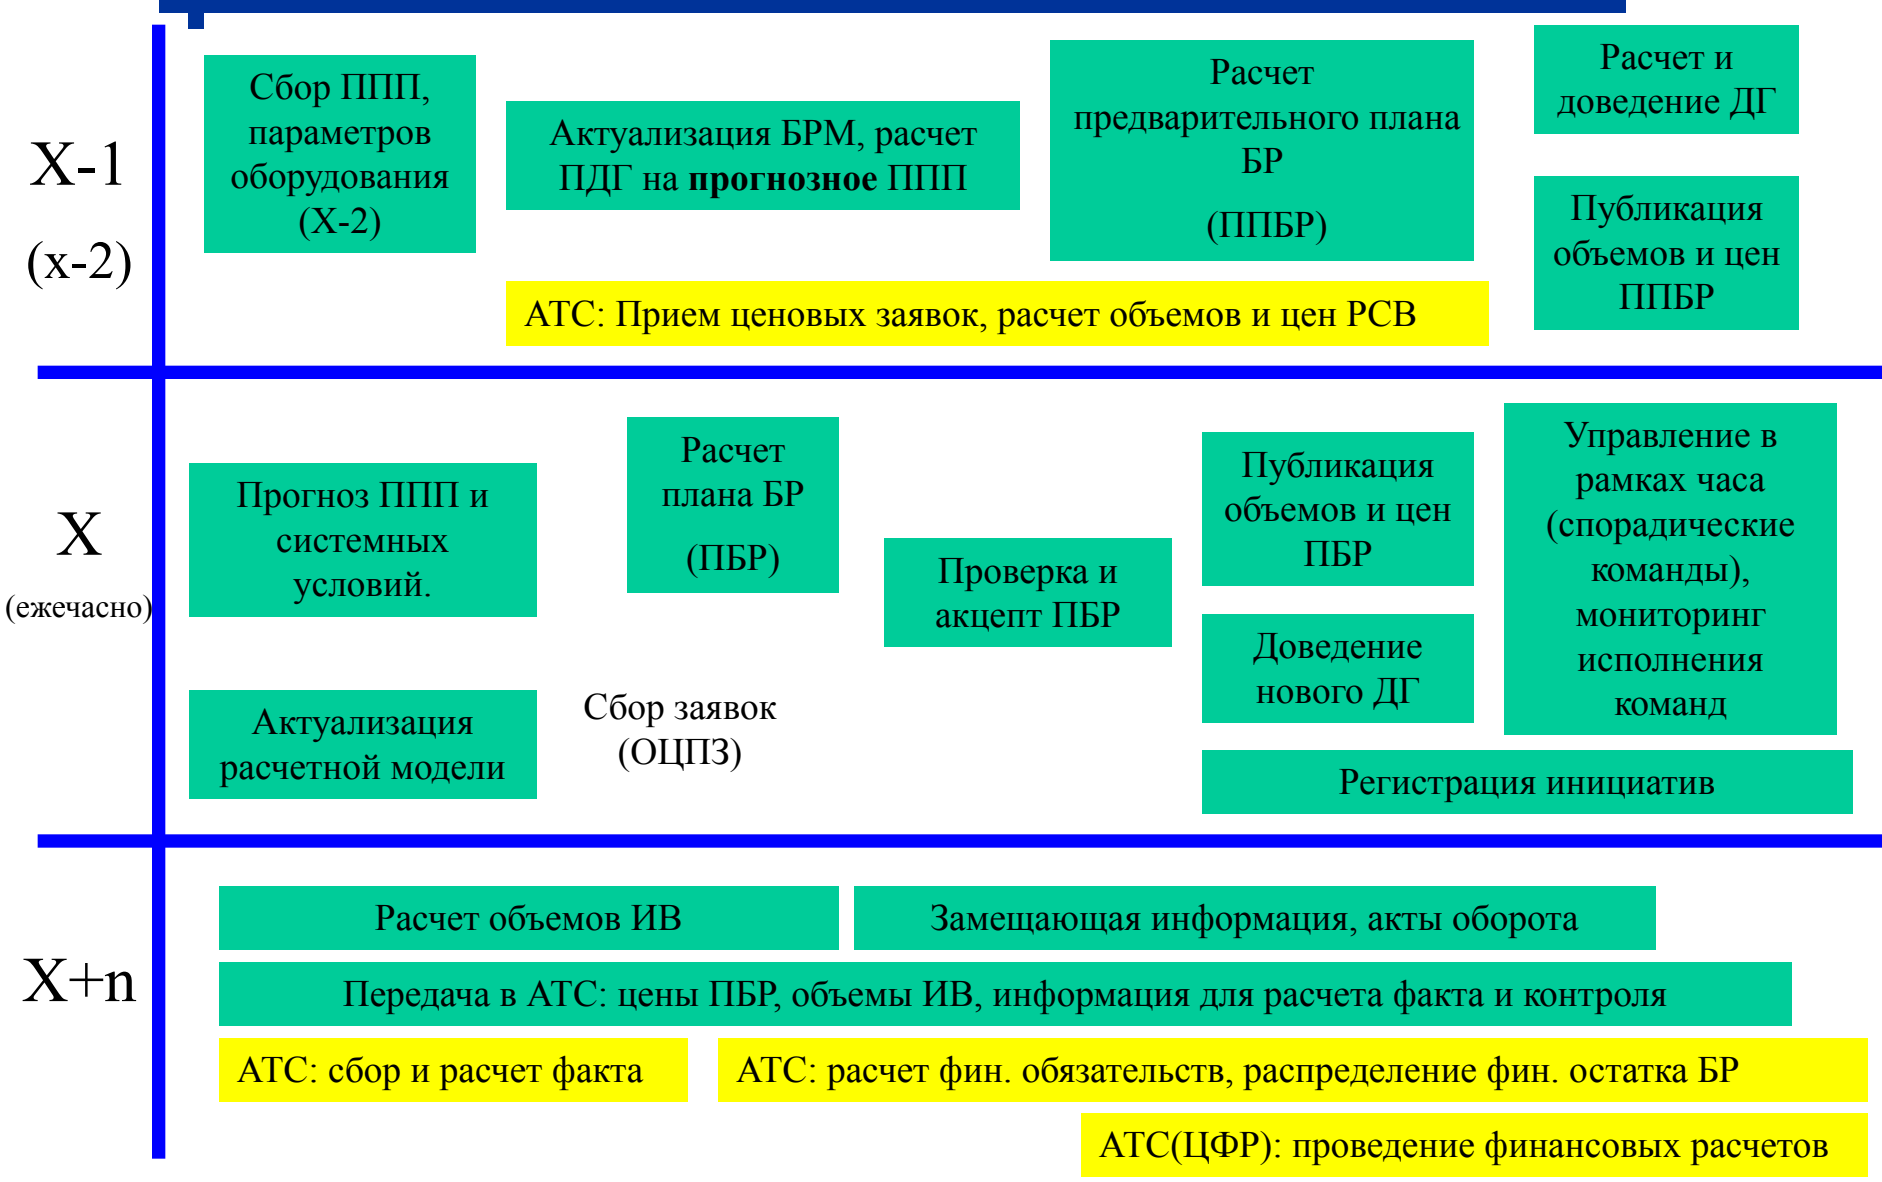 X-1
(x-2)
Сбор ППП,
параметров
оборудования
(X-2)
Актуализация БРМ, расчет
ПДГ на прогнозное ППП
Расчет
предварительного плана
БР
(ППБР)
Расчет и
доведение ДГ
Публикация
объемов и цен
ППБР
АТС: Прием ценовых заявок, расчет объемов и цен РСВ
X
(ежечасно)
Прогноз ППП и
системных
условий.
Актуализация
расчетной модели
Расчет
плана БР
(ПБР)
Сбор заявок
(ОЦПЗ)
Проверка и
акцепт ПБР
Публикация
объемов и цен
ПБР
Доведение
нового ДГ
Управление в
рамках часа
(спорадические
команды),
мониторинг
исполнения
команд
Регистрация инициатив
X+n
Расчет объемов ИВ
Замещающая информация, акты оборота
Передача в АТС: цены ПБР, объемы ИВ, информация для расчета факта и контроля
АТС: сбор и расчет факта
АТС: расчет фин. обязательств, распределение фин. остатка БР
АТС(ЦФР): проведение финансовых расчетов